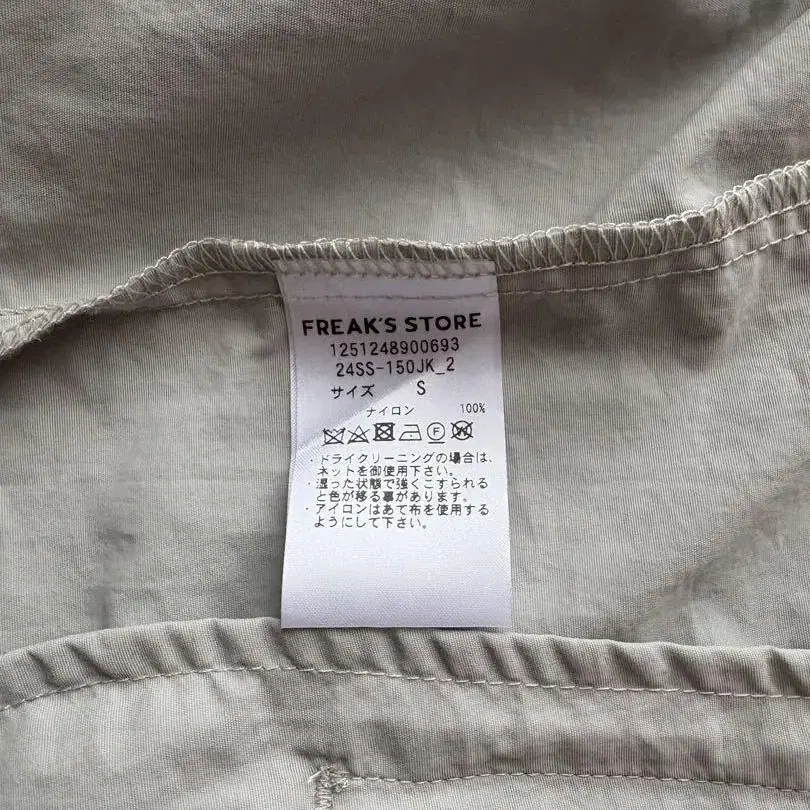 FREAK'S STORE
1251248900693
24SS-150JK_2
サイズ S
ナイロン 100%
F W
・ドライクリーニングの場合は、
ネットを御使用下さい。
・湿った状態で強くこすられる
と色が移る事があります。
・アイロンはあて布を使用する
ようにして下さい。